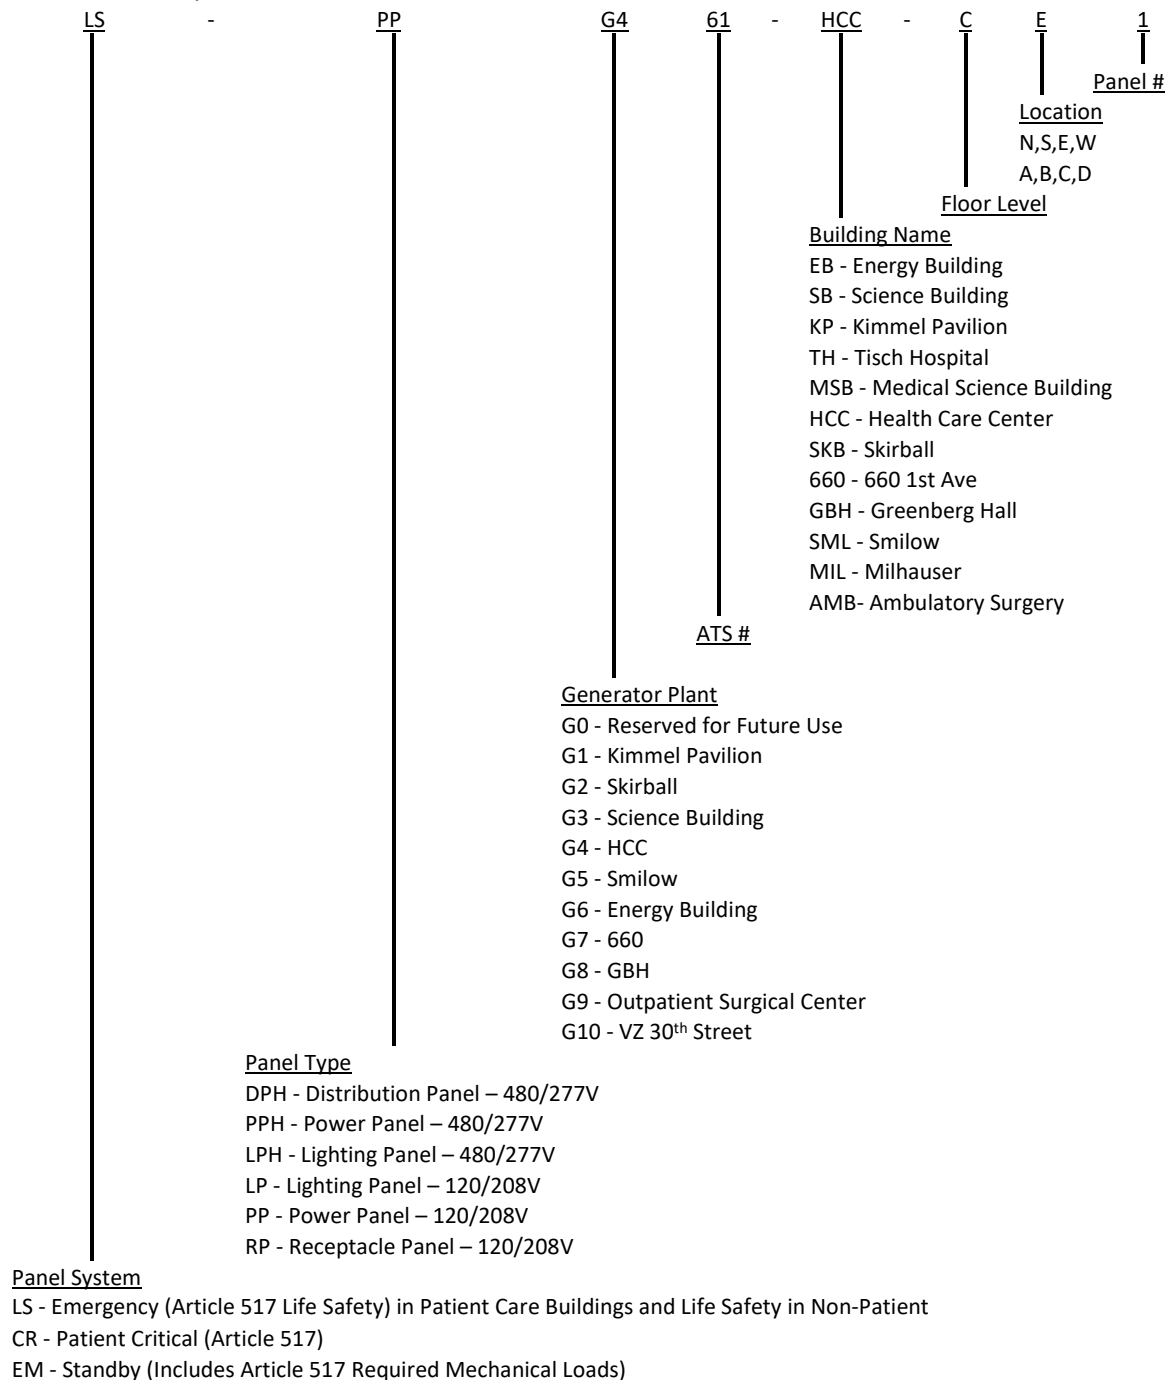 LS - PP G4 61 - HCC - C E 1
Panel #
Location
N,S,E,W
A,B,C,D
Floor Level
Building Name
EB - Energy Building
SB - Science Building
KP - Kimmel Pavilion
TH - Tisch Hospital
MSB - Medical Science Building
HCC - Health Care Center
SKB - Skirball
660 - 660 1st Ave
GBH - Greenberg Hall
SML - Smilow
MIL - Milhauser
AMB- Ambulatory Surgery
ATS #
Generator Plant
G0 - Reserved for Future Use
G1 - Kimmel Pavilion
G2 - Skirball
G3 - Science Building
G4 - HCC
G5 - Smilow
G6 - Energy Building
G7 - 660
G8 - GBH
G9 - Outpatient Surgical Center
G10 - VZ 30th Street
Panel Type
DPH - Distribution Panel – 480/277V
PPH - Power Panel – 480/277V
LPH - Lighting Panel – 480/277V
LP - Lighting Panel – 120/208V
PP - Power Panel – 120/208V
RP - Receptacle Panel – 120/208V
Panel System
LS - Emergency (Article 517 Life Safety) in Patient Care Buildings and Life Safety in Non-Patient
CR - Patient Critical (Article 517)
EM - Standby (Includes Article 517 Required Mechanical Loads)